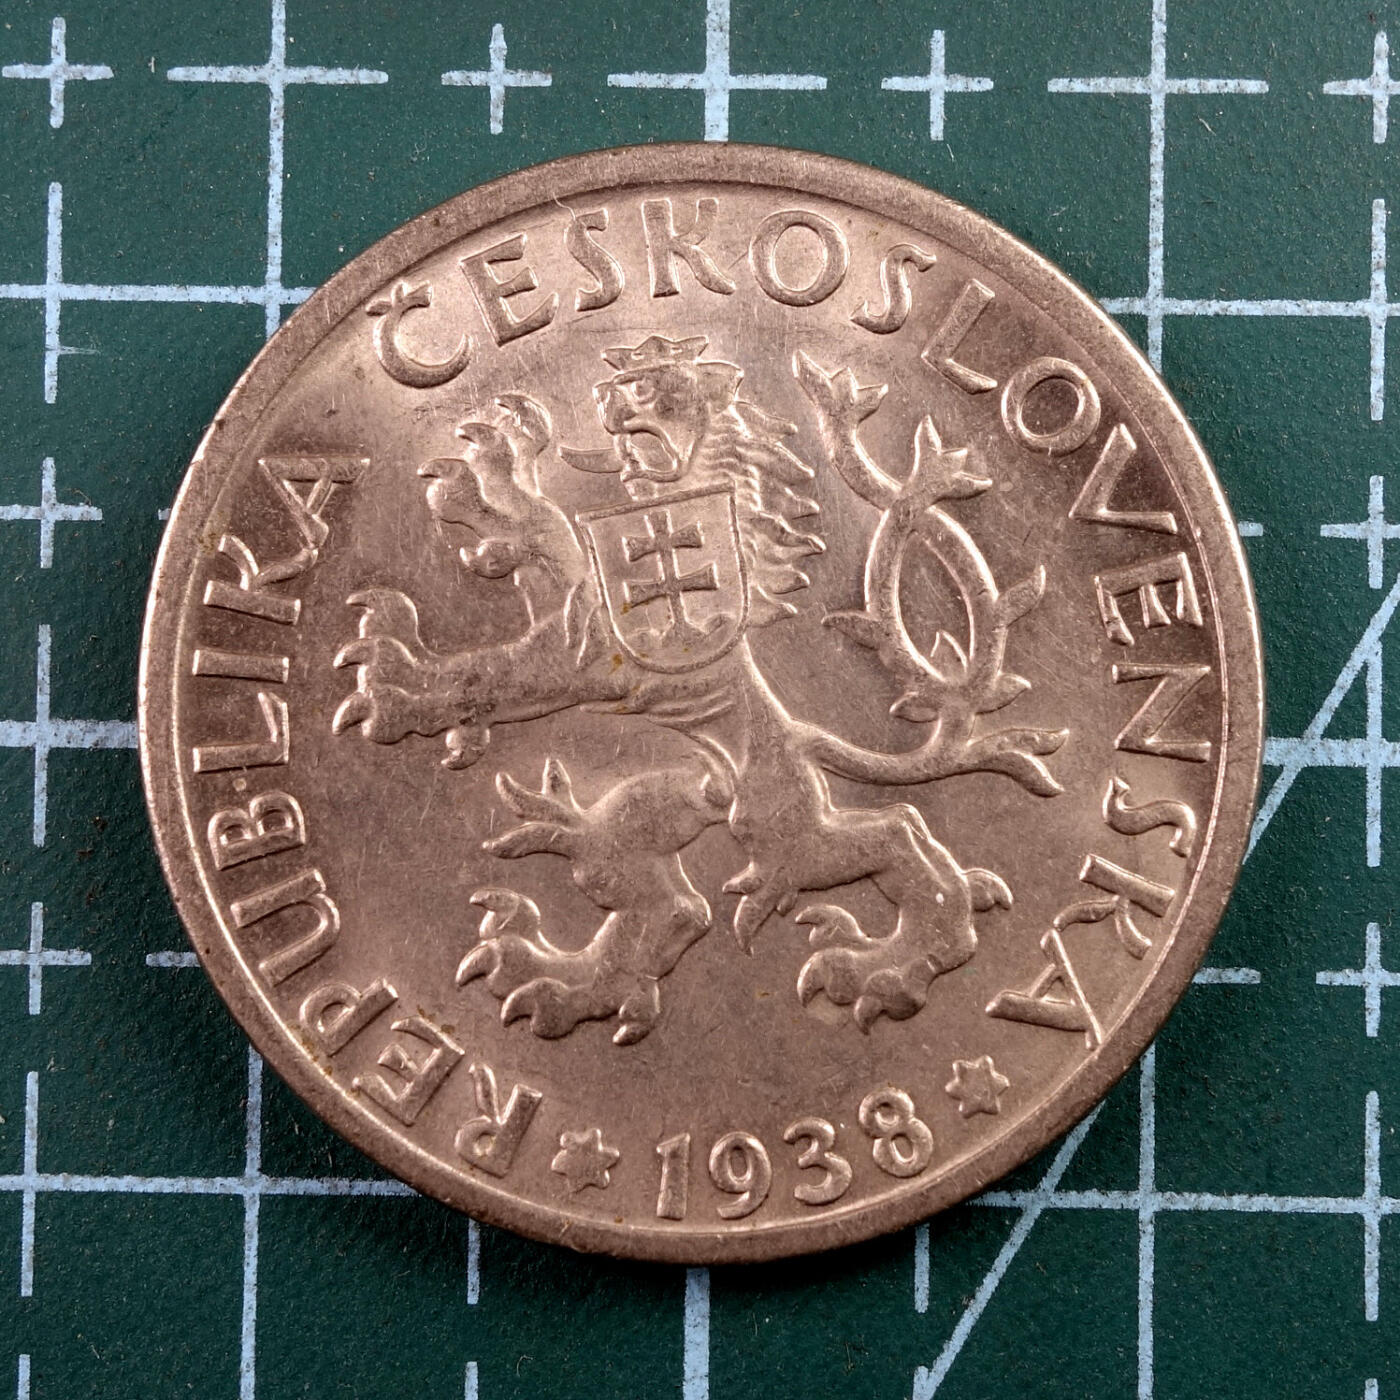 REPUBLIKA ČESKOSLOVENSKA
* 1938 *